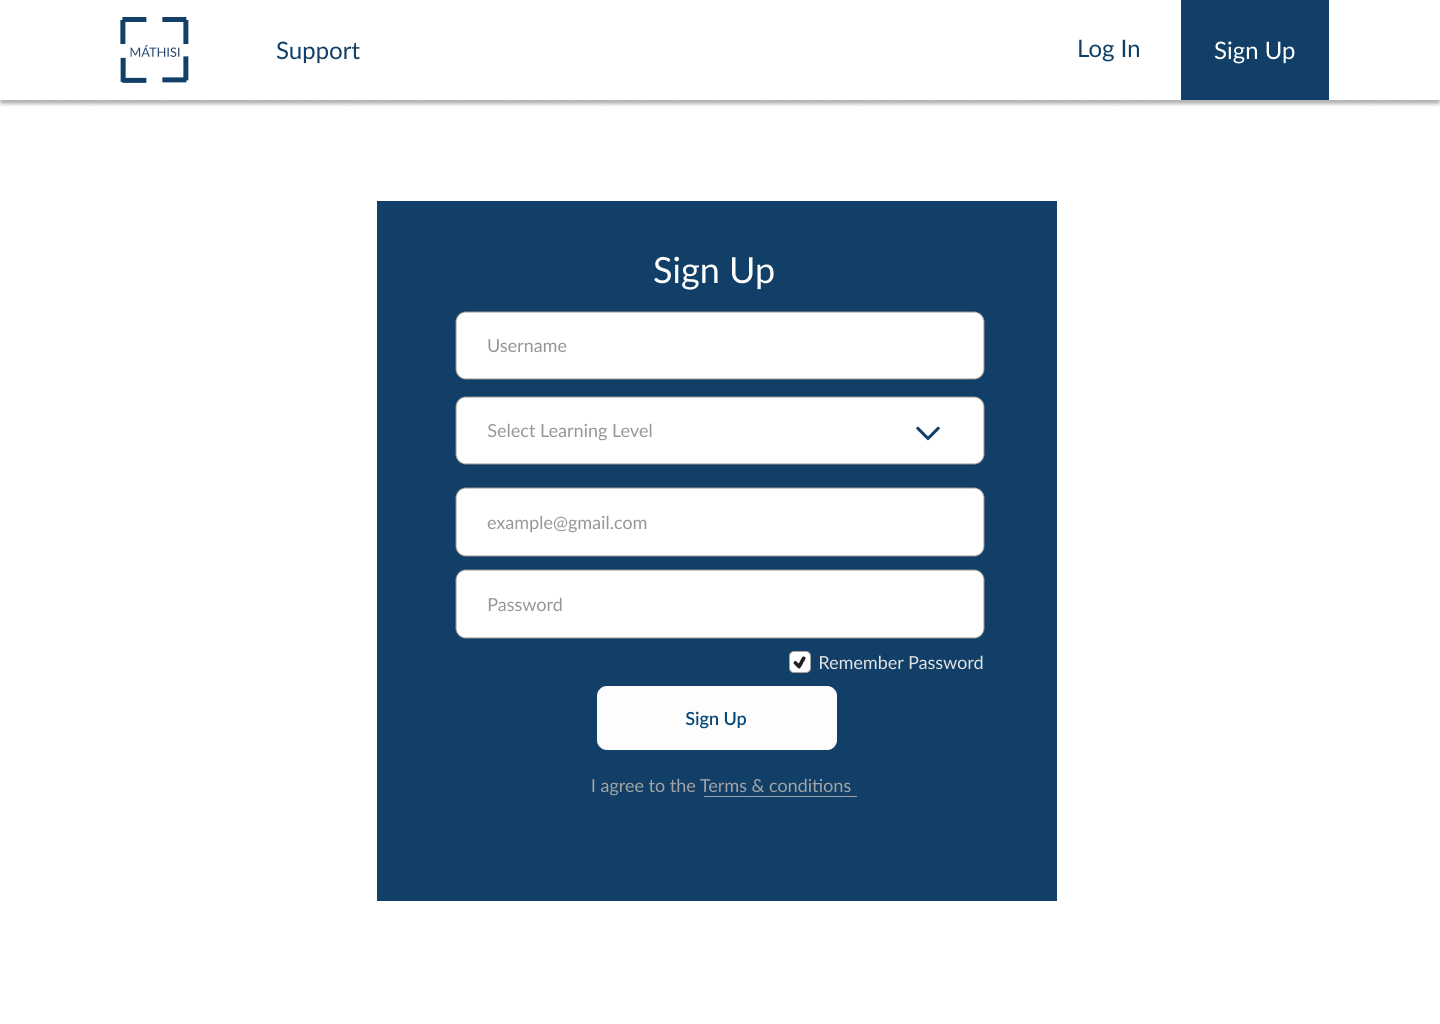 MÁTHISI
Support
Log In
Sign Up
Sign Up
Username
Select Learning Level
example@gmail.com
Password
Remember Password
Sign Up
I agree to the Terms & conditions